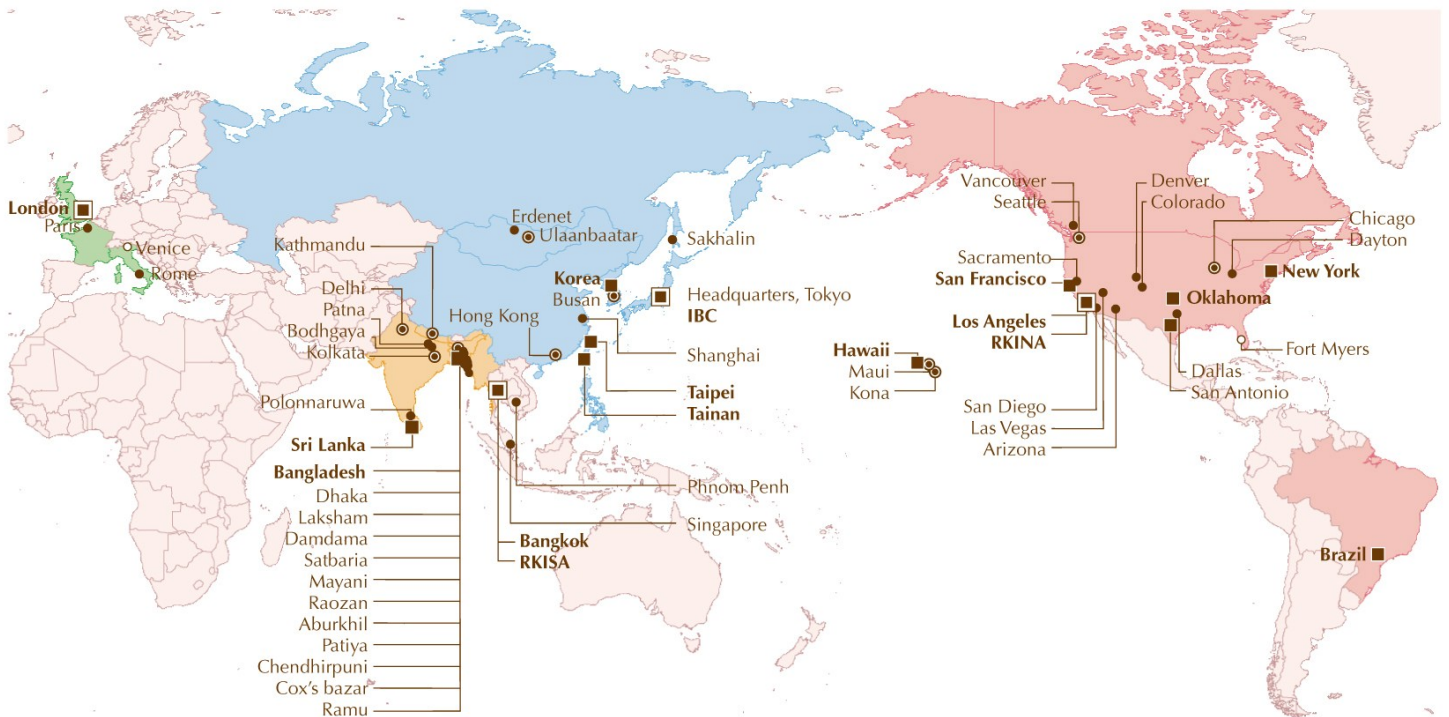 London
Paris
Venice
Rome
Kathmandu
Delhi
Patna
Bodhgaya
Kolkata
Polonnaruwa
Sri Lanka
Bangladesh
Dhaka
Laksham
Damdama
Satbaria
Mayani
Raozan
Aburkhil
Patiya
Chendhirpuni
Cox's bazar
Ramu
Erdenet
Ulaanbaatar
Sakhalin
Korea
Busan
Headquarters, Tokyo
IBC
Hong Kong
Shanghai
Taipei
Tainan
Phnom Penh
Singapore
Bangkok
RKISA
Vancouver
Seattle
Denver
Colorado
Chicago
Dayton
Sacramento
San Francisco
New York
Oklahoma
Los Angeles
RKINA
Hawaii
Maui
Kona
Fort Myers
Dallas
San Antonio
San Diego
Las Vegas
Arizona
Brazil